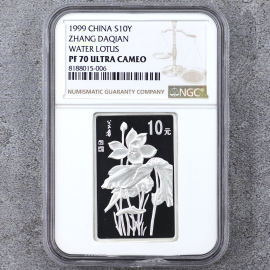 1999 CHINA S10Y
ZHANG DAQIAN
WATER LOTUS
PF 70 ULTRA CAMEO
8188015-006
NUMISMATIC GUARANTY COMPANY
NGC
10元